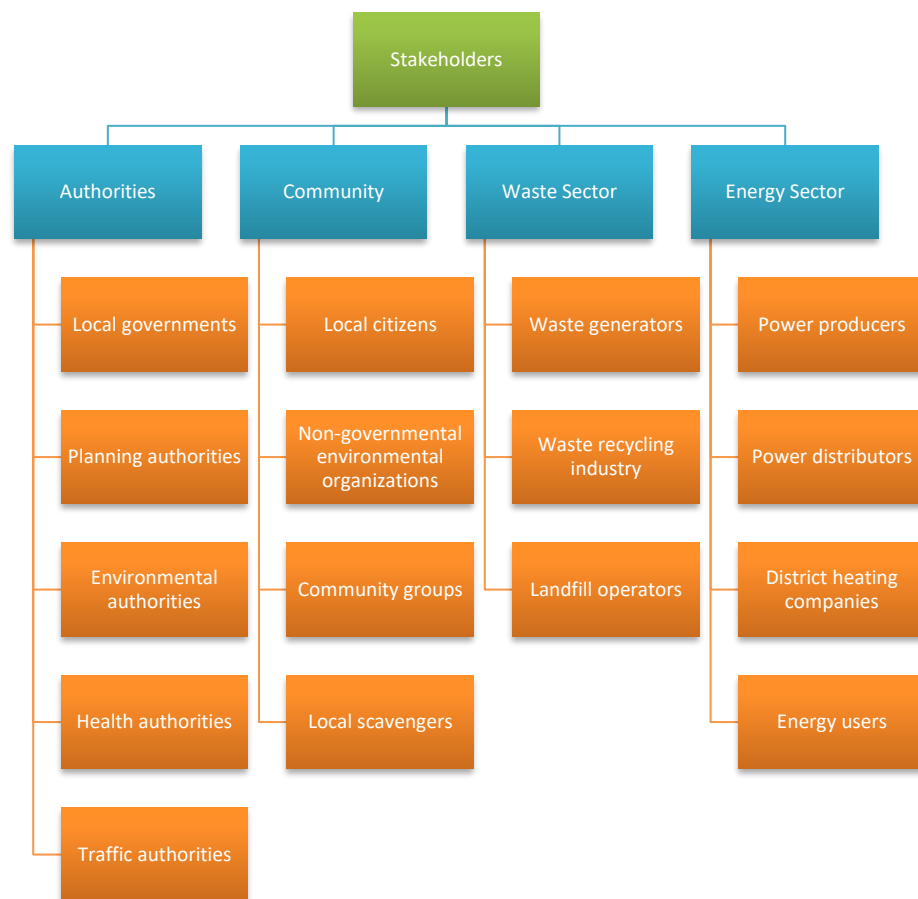 Stakeholders
Authorities
Community
Waste Sector
Energy Sector
Local governments
Planning authorities
Environmental
authorities
Health authorities
Traffic authorities
Local citizens
Non-governmental
environmental
organizations
Community groups
Local scavengers
Waste generators
Waste recycling
industry
Landfill operators
Power producers
Power distributors
District heating
companies
Energy users